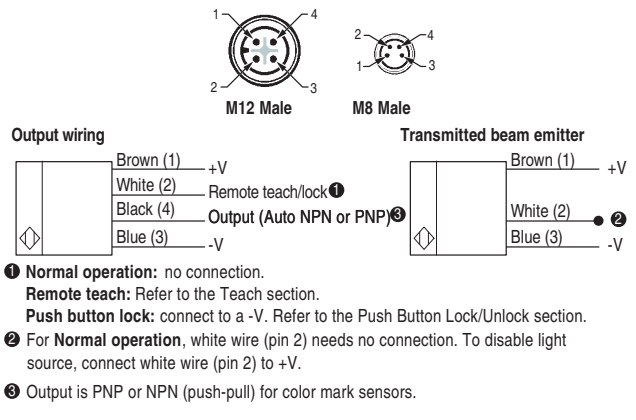 1 4
2 3
M12 Male
2 4
1 3
M8 Male
Output wiring
Brown (1) +V
White (2) Remote teach/lock❶
Black (4) Output (Auto NPN or PNP)❸
Blue (3) -V
Transmitted beam emitter
Brown (1) +V
White (2) ❷
Blue (3) -V
❶ Normal operation: no connection.
Remote teach: Refer to the Teach section.
Push button lock: connect to a -V. Refer to the Push Button Lock/Unlock section.
❷ For Normal operation, white wire (pin 2) needs no connection. To disable light
source, connect white wire (pin 2) to +V.
❸ Output is PNP or NPN (push-pull) for color mark sensors.